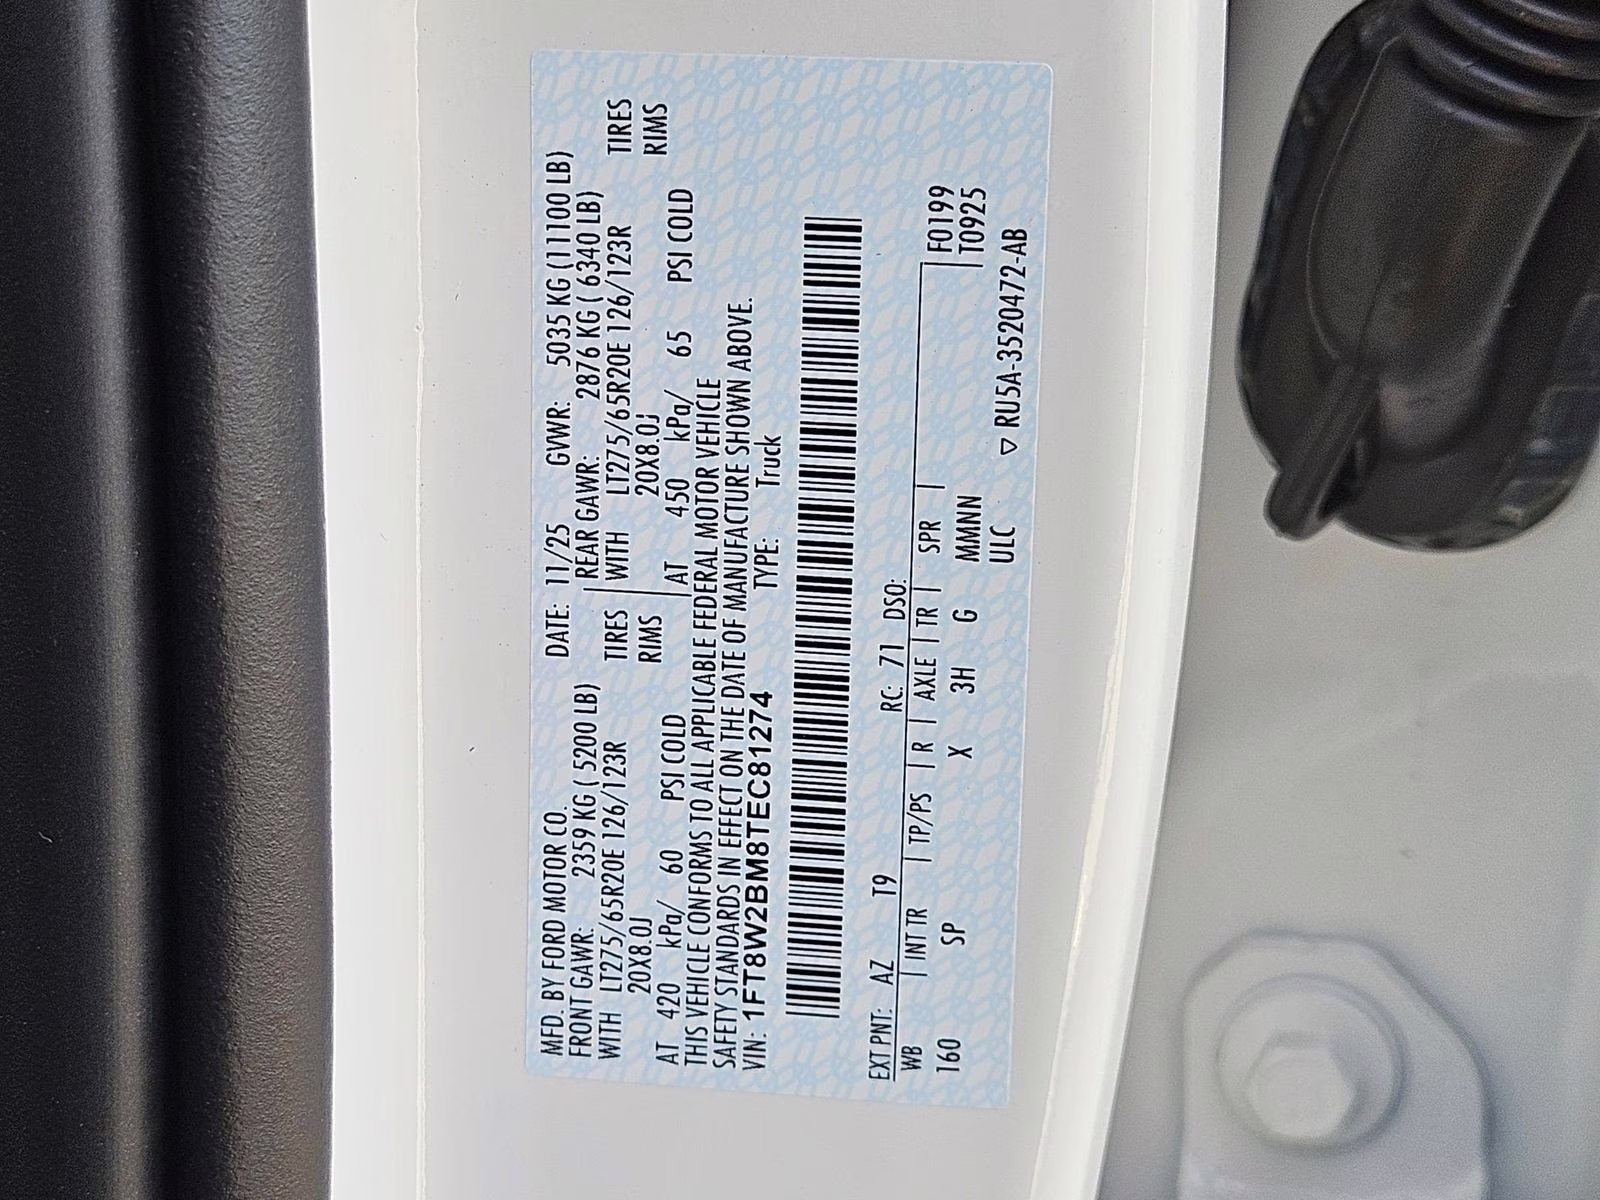 MFD. BY FORD MOTOR CO. DATE: 11/25 GVWR: 5035 KG (11100 LB)
FRONT GAWR: 2359 KG ( 5200 LB) REAR GAWR: 2876 KG ( 6340 LB)
WITH LT275/65R20E 126/123R TIRES WITH LT275/65R20E 126/123R TIRES
20X8.0J RIMS 20X8.0J RIMS
AT 420 kPa/ 60 PSI COLD AT 450 kPa/ 65 PSI COLD
THIS VEHICLE CONFORMS TO ALL APPLICABLE FEDERAL MOTOR VEHICLE
SAFETY STANDARDS IN EFFECT ON THE DATE OF MANUFACTURE SHOWN ABOVE.
VIN: 1FT8W2BM8TEC81274 TYPE: Truck
EXT PNT: AZ T9 RC: 71 DSO:
WB INT TR TP/PS R AXLE TR SPR F0199
160 SP X 3H G MMMNN T0925
ULC ▽ RU5A-3520472-AB